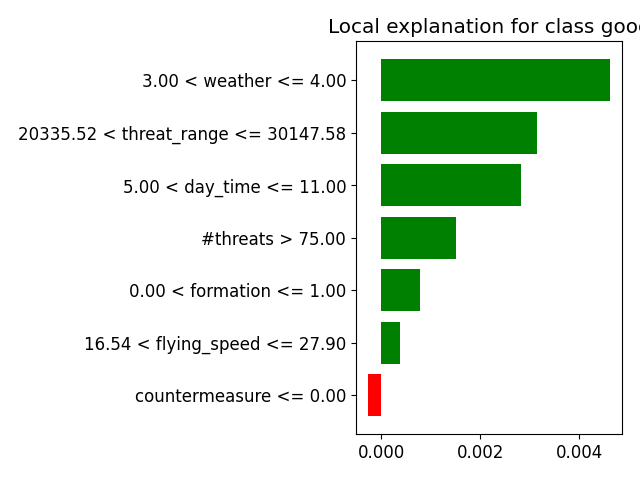 Local explanation for class good
3.00 < weather <= 4.00
20335.52 < threat_range <= 30147.58
5.00 < day_time <= 11.00
#threats > 75.00
0.00 < formation <= 1.00
16.54 < flying_speed <= 27.90
countermeasure <= 0.00
0.000 0.002 0.004